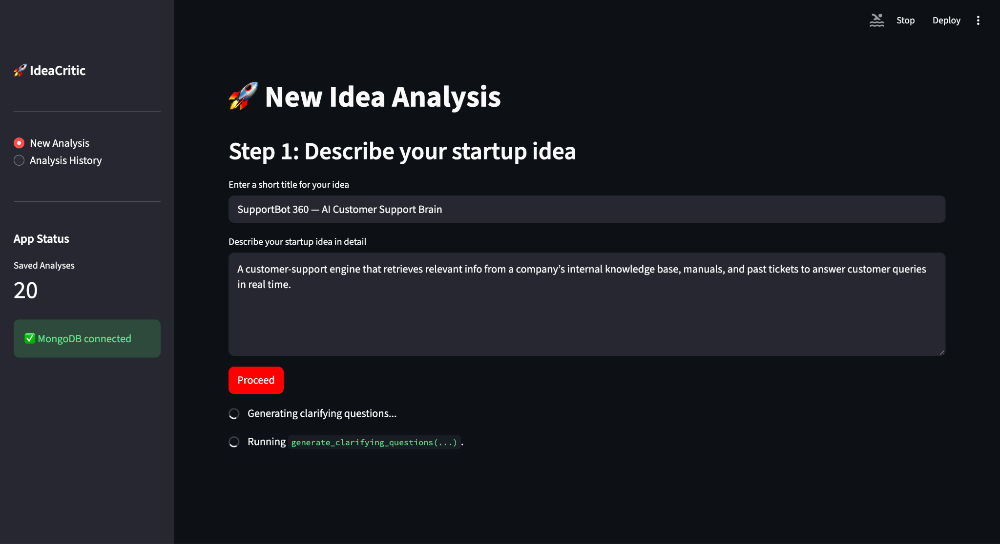 Stop
Deploy
IdeaCritic
New Analysis
Analysis History
App Status
Saved Analyses
20
MongoDB connected
New Idea Analysis
Step 1: Describe your startup idea
Enter a short title for your idea
SupportBot 360 — AI Customer Support Brain
Describe your startup idea in detail
A customer-support engine that retrieves relevant info from a company’s internal knowledge base, manuals, and past tickets to answer customer queries
in real time.
Proceed
Generating clarifying questions...
Running generate_clarifying_questions(...).